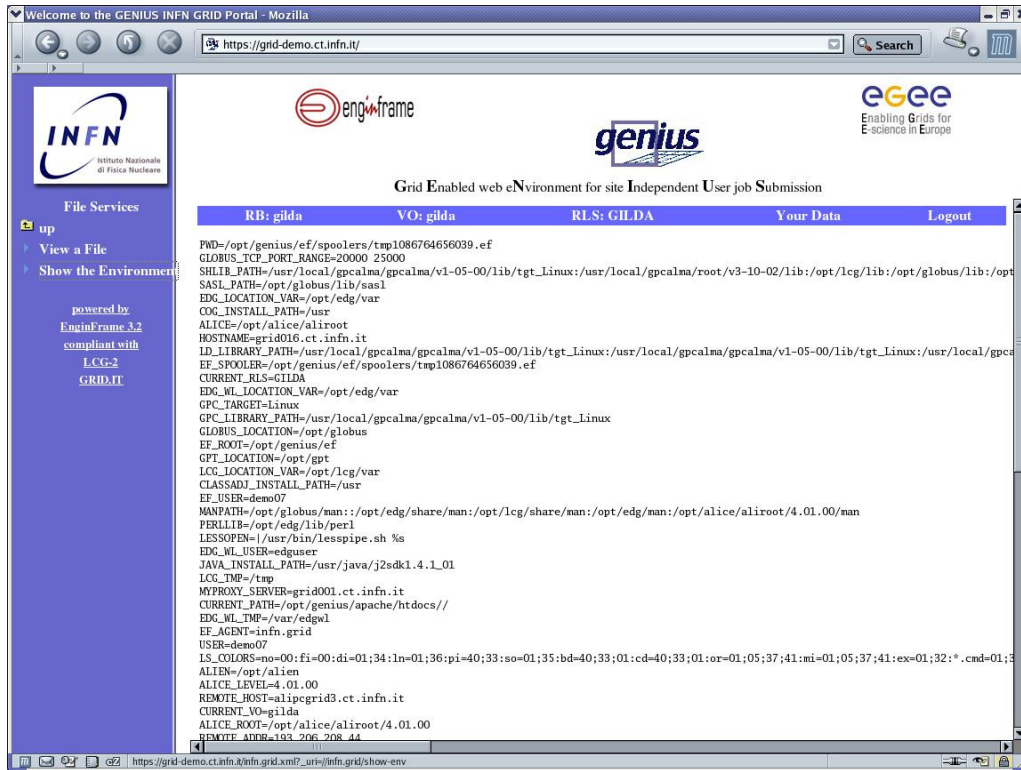 Welcome to the GENIUS INFN GRID Portal - Mozilla
https://grid-demo.ct.infn.it/
Search
INFN
Istituto Nazionale
di Fisica Nucleare
enginframe
genius
egee
Enabling Grids for
E-science in Europe
Grid Enabled web eNvironment for site Independent User job Submission
File Services
up
View a File
Show the Environment
powered by
EnginFrame 3.2
compliant with
LCG-2
GRID.IT
RB: gilda VO: gilda RLS: GILDA Your Data Logout
PWD=/opt/genius/ef/spoolers/tmp1086764656039.ef
GLOBUS_TCP_PORT_RANGE=20000 25000
SHLIB_PATH=/usr/local/gpcalma/gpcalma/v1-05-00/lib/tgt_Linux:/usr/local/gpcalma/root/v3-10-02/lib:/opt/lcg/lib:/opt/globus/lib:/opt
SASL_PATH=/opt/globus/lib/sasl
EDG_LOCATION_VAR=/opt/edg/var
COG_INSTALL_PATH=/usr
ALICE=/opt/alice/aliroot
HOSTNAME=grid016.ct.infn.it
LD_LIBRARY_PATH=/usr/local/gpcalma/gpcalma/v1-05-00/lib/tgt_Linux:/usr/local/gpcalma/gpcalma/v1-05-00/lib/tgt_Linux:/usr/local/gpca
EF_SPOOLER=/opt/genius/ef/spoolers/tmp1086764656039.ef
CURRENT_RLS=GILDA
EDG_WL_LOCATION_VAR=/opt/edg/var
GPC_TARGET=Linux
GPC_LIBRARY_PATH=/usr/local/gpcalma/gpcalma/v1-05-00/lib/tgt_Linux
GLOBUS_LOCATION=/opt/globus
EF_ROOT=/opt/genius/ef
GPT_LOCATION=/opt/gpt
LCG_LOCATION_VAR=/opt/lcg/var
CLASSADJ_INSTALL_PATH=/usr
EF_USER=demo07
MANPATH=/opt/globus/man::/opt/edg/share/man:/opt/lcg/share/man:/opt/edg/man:/opt/alice/aliroot/4.01.00/man
PERLLIB=/opt/edg/lib/perl
LESSOPEN=|/usr/bin/lesspipe.sh %s
EDG_WL_USER=edguser
JAVA_INSTALL_PATH=/usr/java/j2sdk1.4.1_01
LCG_TMP=/tmp
MYPROXY_SERVER=grid001.ct.infn.it
CURRENT_PATH=/opt/genius/apache/htdocs//
EDG_WL_TMP=/var/edgwl
EF_AGENT=infn.grid
USER=demo07
LS_COLORS=no=00:fi=00:di=01;34:ln=01;36:pi=40;33:so=01;35:bd=40;33;01:cd=40;33;01:or=01;05;37;41:mi=01;05;37;41:ex=01;32:*.cmd=01;3
ALIEN=/opt/alien
ALICE_LEVEL=4.01.00
REMOTE_HOST=alipcgrid3.ct.infn.it
CURRENT_VO=gilda
ALICE_ROOT=/opt/alice/aliroot/4.01.00
REMOTE_ADDR=193.206.208.44
https://grid-demo.ct.infn.it/infn.grid.xml?_uri=//infn.grid/show-env